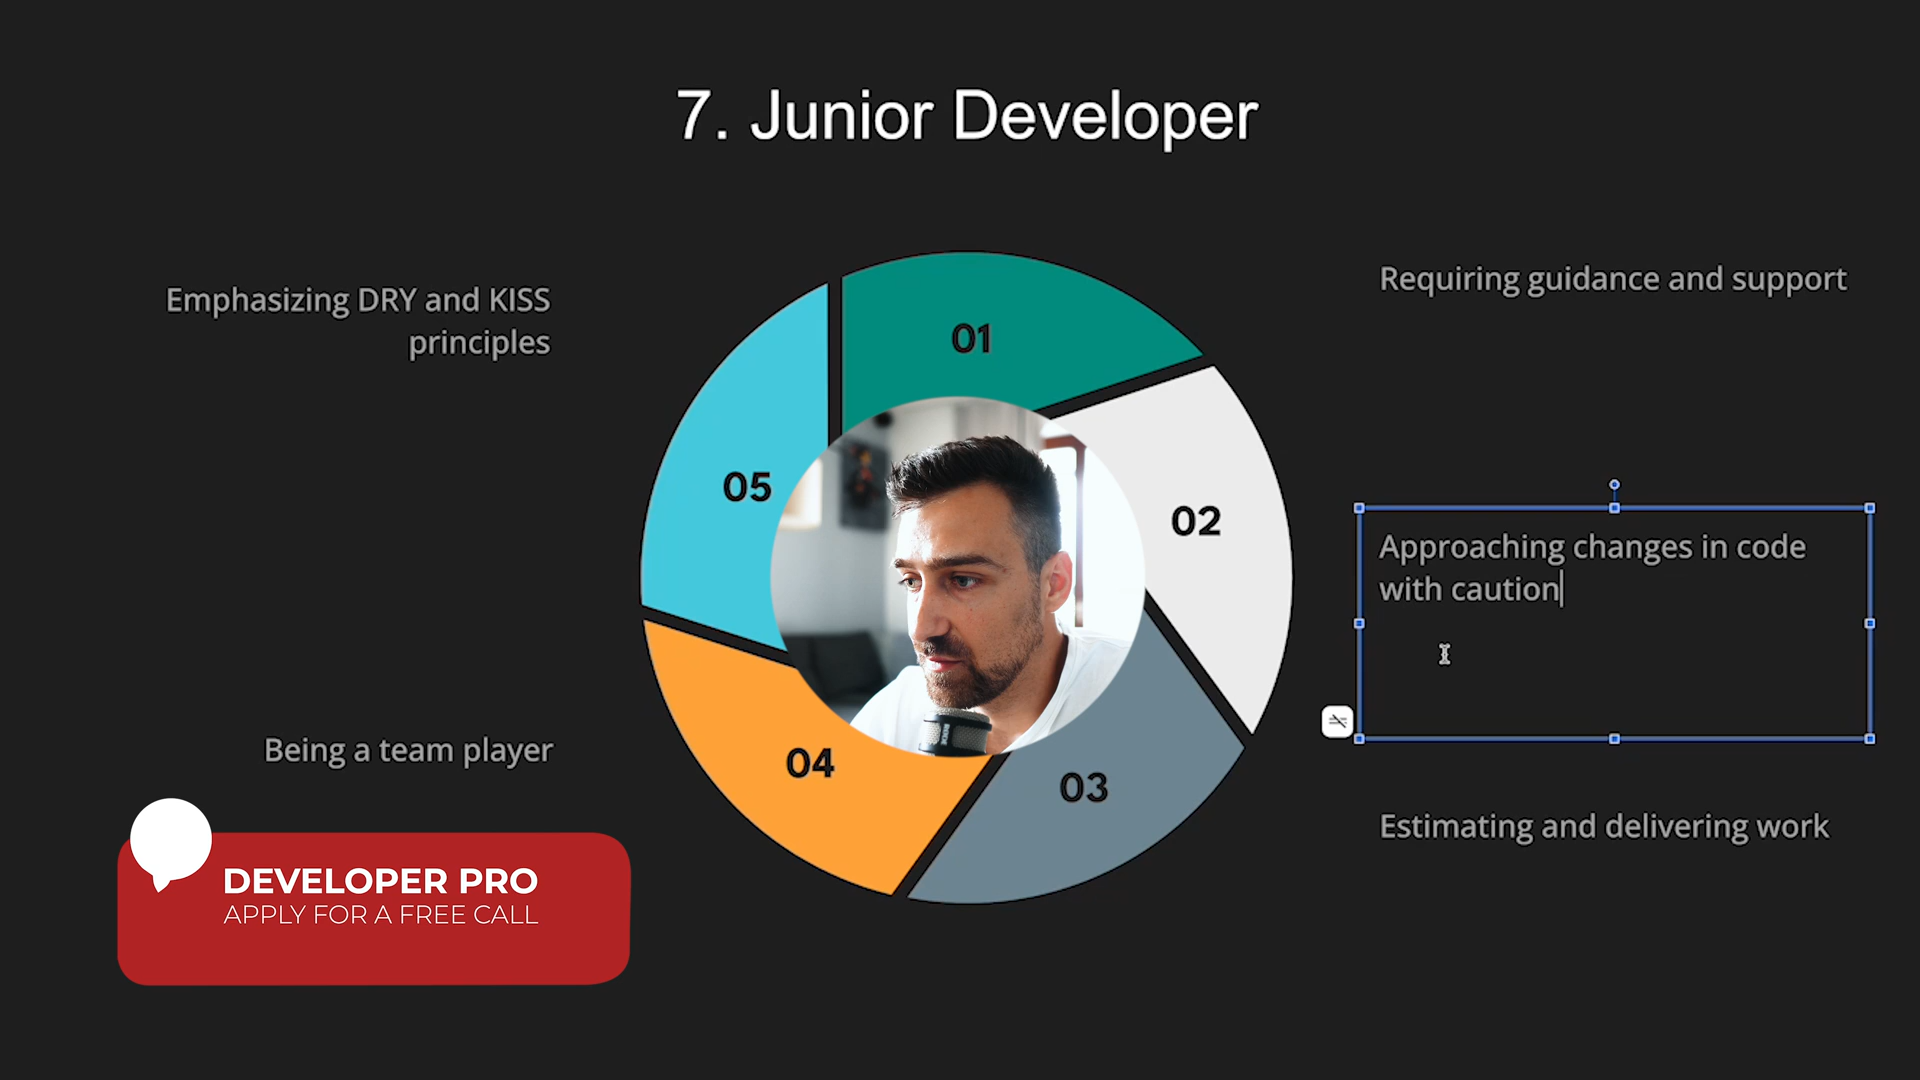 7. Junior Developer
Emphasizing DRY and KISS
principles
Requiring guidance and support
01
05
02
Approaching changes in code
with caution
Being a team player
04
03
Estimating and delivering work
DEVELOPER PRO
APPLY FOR A FREE CALL